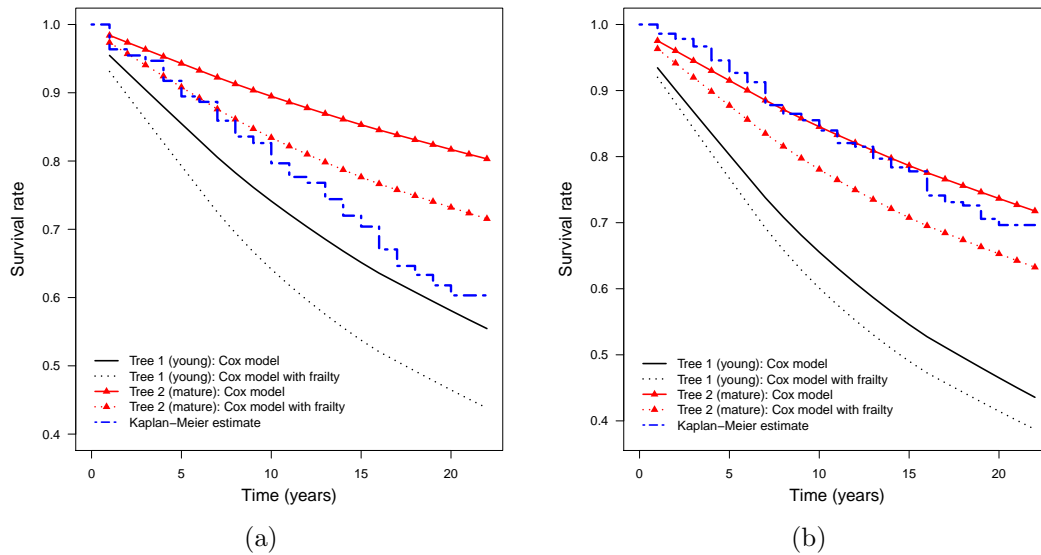 1.0
0.9
0.8
0.7
0.6
0.5
0.4
Survival rate
0
5
10
15
20
Time (years)
Tree 1 (young): Cox model
Tree 1 (young): Cox model with frailty
Tree 2 (mature): Cox model
Tree 2 (mature): Cox model with frailty
Kaplan−Meier estimate
(a)
1.0
0.9
0.8
0.7
0.6
0.5
0.4
Survival rate
0
5
10
15
20
Time (years)
Tree 1 (young): Cox model
Tree 1 (young): Cox model with frailty
Tree 2 (mature): Cox model
Tree 2 (mature): Cox model with frailty
Kaplan−Meier estimate
(b)